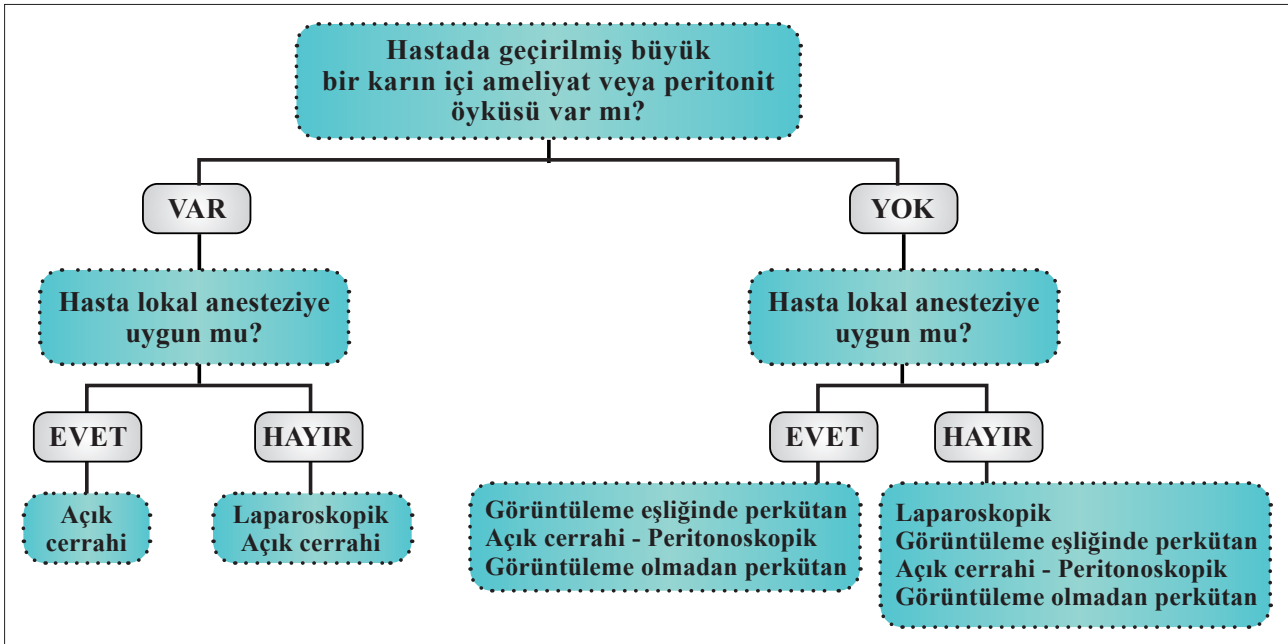 Hastada geçirilmiş büyük
bir karın içi ameliyat veya peritonit
öyküsü var mı?
VAR
YOK
Hasta lokal anesteziye
uygun mu?
Hasta lokal anesteziye
uygun mu?
EVET
HAYIR
EVET
HAYIR
Açık
cerrahi
Laparoskopik
Açık cerrahi
Görüntüleme eşliğinde perkütan
Açık cerrahi - Peritonoskopik
Görüntüleme olmadan perkütan
Laparoskopik
Görüntüleme eşliğinde perkütan
Açık cerrahi - Peritonoskopik
Görüntüleme olmadan perkütan